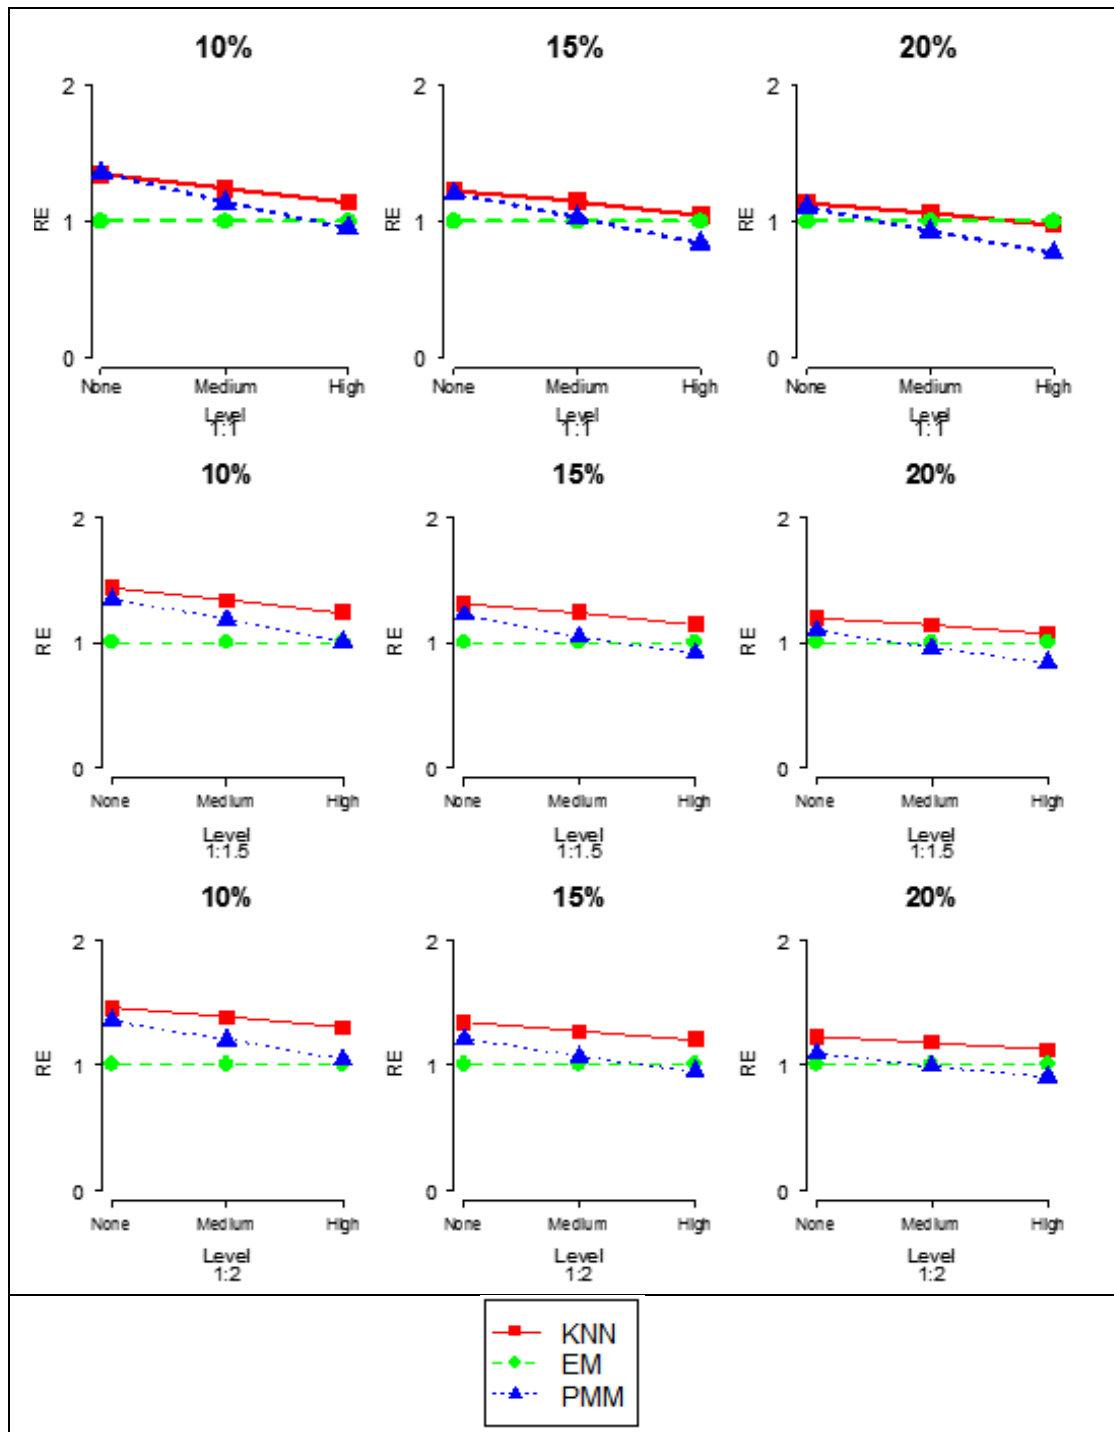 10% 15% 20%
2 2 2
RE 1 RE 1 RE 1
0 0 0
None Medium High None Medium High None Medium High
Level Level Level
1:1 1:1 1:1
10% 15% 20%
2 2 2
RE 1 RE 1 RE 1
0 0 0
None Medium High None Medium High None Medium High
Level Level Level
1:1.5 1:1.5 1:1.5
10% 15% 20%
2 2 2
RE 1 RE 1 RE 1
0 0 0
None Medium High None Medium High None Medium High
Level Level Level
1:2 1:2 1:2
KNN
EM
PMM